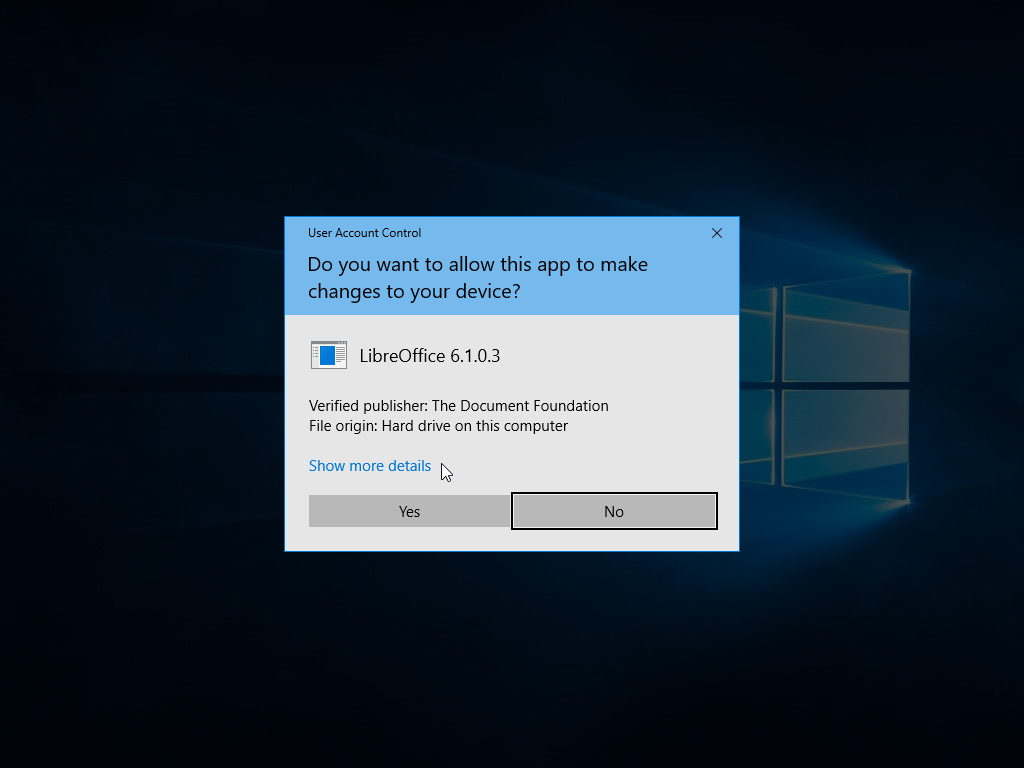 User Account Control
Do you want to allow this app to make
changes to your device?
LibreOffice 6.1.0.3
Verified publisher: The Document Foundation
File origin: Hard drive on this computer
Show more details
Yes
No